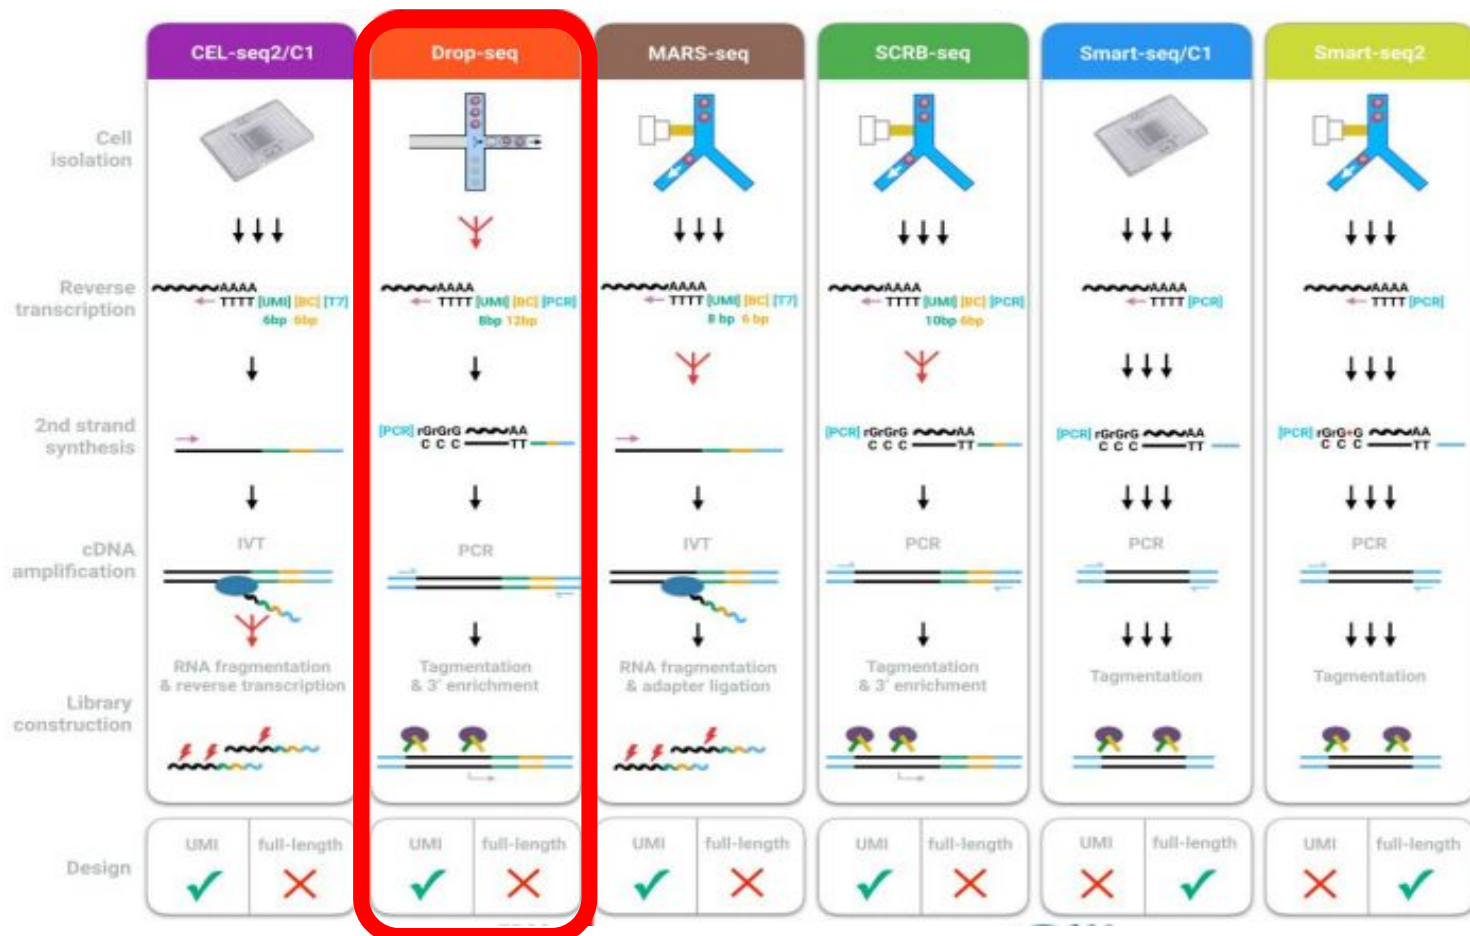 CEL-seq2/C1 Drop-seq MARS-seq SCRB-seq Smart-seq/C1 Smart-seq2
Cell
isolation
Reverse
transcription
AAAA AAAA AAAA AAAA AAAA AAAA
TTTT [UMI] [BC] [T7] TTTT [UMI] [BC] [PCR] TTTT [UMI] [BC] [T7] TTTT [UMI] [BC] [PCR] TTTT [PCR] TTTT [PCR]
6bp 6bp 8bp 12bp 8 bp 6 bp 10bp 6bp
2nd strand
synthesis
[PCR] rGrGrG AA [PCR] rGrGrG AA [PCR] rGrGrG AA [PCR] rGrG+G AA
C C C TT C C C TT C C C TT C C C TT
cDNA
amplification
IVT PCR IVT PCR PCR PCR
Library
construction
RNA fragmentation
& reverse transcription
Tagmentation
& 3' enrichment
RNA fragmentation
& adapter ligation
Tagmentation
& 3' enrichment
Tagmentation
Tagmentation
Design
UMI full-length UMI full-length UMI full-length UMI full-length UMI full-length UMI full-length